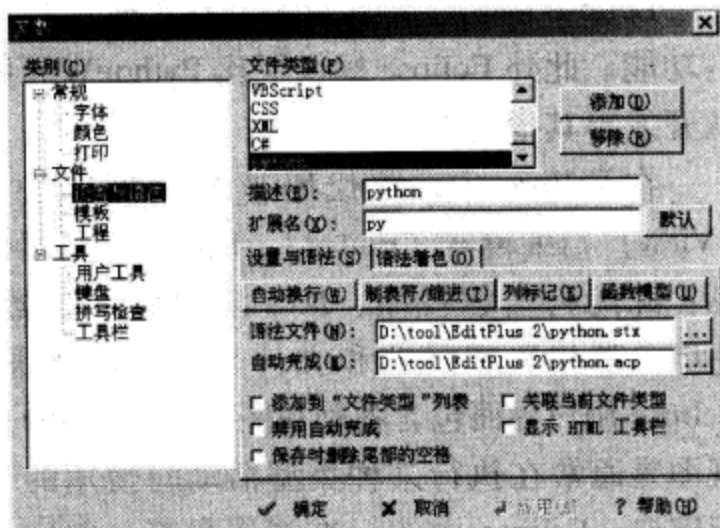 类别(C)
常规
字体
颜色
打印
文件
模板
工程
工具
用户工具
键盘
拼写检查
工具栏
文件类型(F)
VBScript
CSS
XML
C#
添加(D)
移除(R)
描述(E): python
扩展名(X): py
默认
设置与语法(S) 语法着色(O)
自动换行(W) 制表符/缩进(T) 列标记(K) 函数模型(U)
语法文件(N): D:\tool\EditPlus 2\python.stx ...
自动完成(M): D:\tool\EditPlus 2\python.acp ...
添加到“文件类型”列表 关联当前文件类型
禁用自动完成 显示 HTML 工具栏
保存时删除尾部的空格
确定 取消 应用(A) ? 帮助(H)